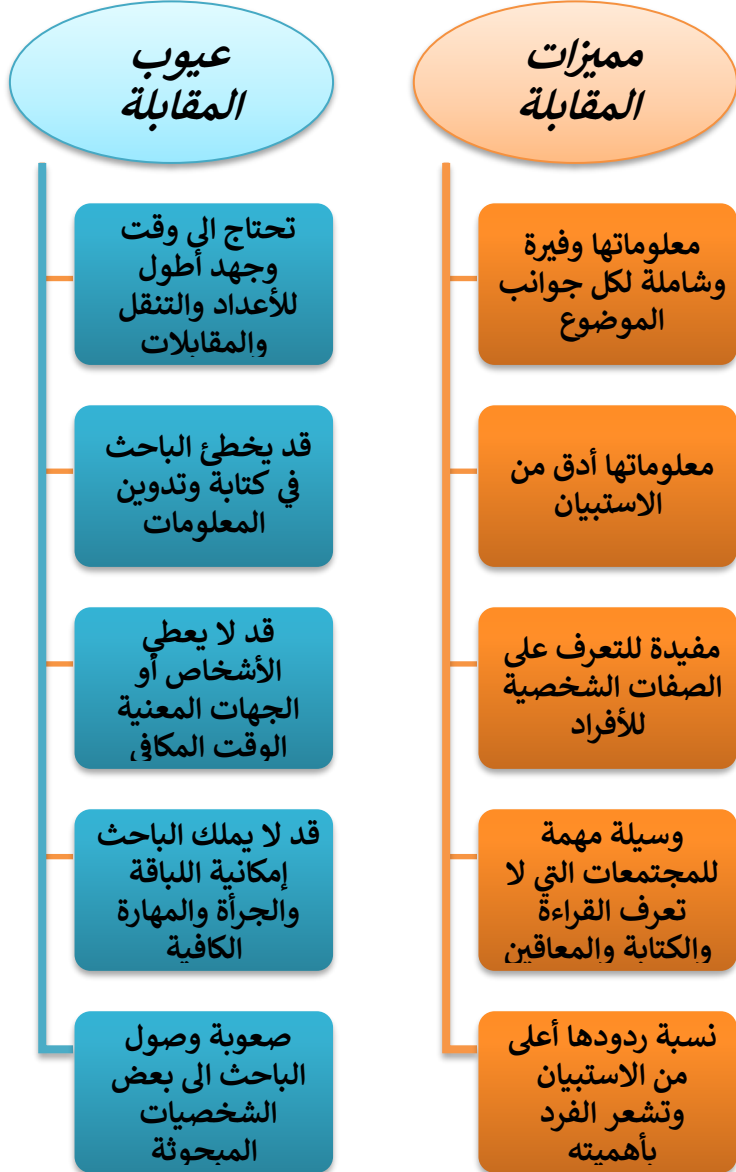 مميزات
المقابلة
معلوماتها وفيرة
وشاملة لكل جوانب
الموضوع
معلوماتها أدق من
الاستبيان
مفيدة للتعرف على
الصفات الشخصية
للأفراد
وسيلة مهمة
للمجتمعات التي لا
تعرف القراءة
والكتابة والمعاقين
نسبة ردودها أعلى
من الاستبيان
وتشعر الفرد
بأهميته
عيوب
المقابلة
تحتاج الى وقت
وجهد أطول
للأعداد والتنقل
والمقابلات
قد يخطئ الباحث
في كتابة وتدوين
المعلومات
قد لا يعطي
الأشخاص أو
الجهات المعنية
الوقت المكافي
قد لا يملك الباحث
إمكانية اللباقة
والجرأة والمهارة
الكافية
صعوبة وصول
الباحث الى بعض
الشخصيات
المبحوثة